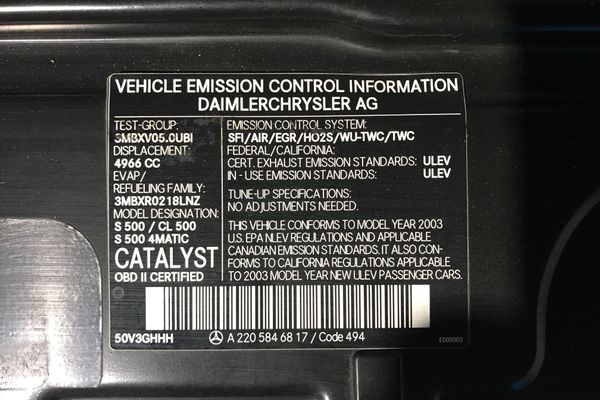 VEHICLE EMISSION CONTROL INFORMATION
DAIMLERCHRYSLER AG
TEST-GROUP:
3MBXV05.0UBI
DISPLACEMENT:
4966 CC
EVAP/
REFUELING FAMILY:
3MBXR0218LNZ
MODEL DESIGNATION:
S 500 / CL 500
S 500 4MATIC
CATALYST
OBD II CERTIFIED
EMISSION CONTROL SYSTEM:
SFI/AIR/EGR/HO2S/WU-TWC/TWC
FEDERAL/CALIFORNIA:
CERT. EXHAUST EMISSION STANDARDS: ULEV
IN - USE EMISSION STANDARDS: ULEV
TUNE-UP SPECIFICATIONS:
NO ADJUSTMENTS NEEDED.
THIS VEHICLE CONFORMS TO MODEL YEAR 2003
U.S. EPA NLEV REGULATIONS AND APPLICABLE
CANADIAN EMISSION STANDARDS. IT ALSO CON-
FORMS TO CALIFORNIA REGULATIONS APPLICABLE
TO 2003 MODEL YEAR NEW ULEV PASSENGER CARS.
50V3GHHH
A 220 584 68 17 / Code 494
E000003